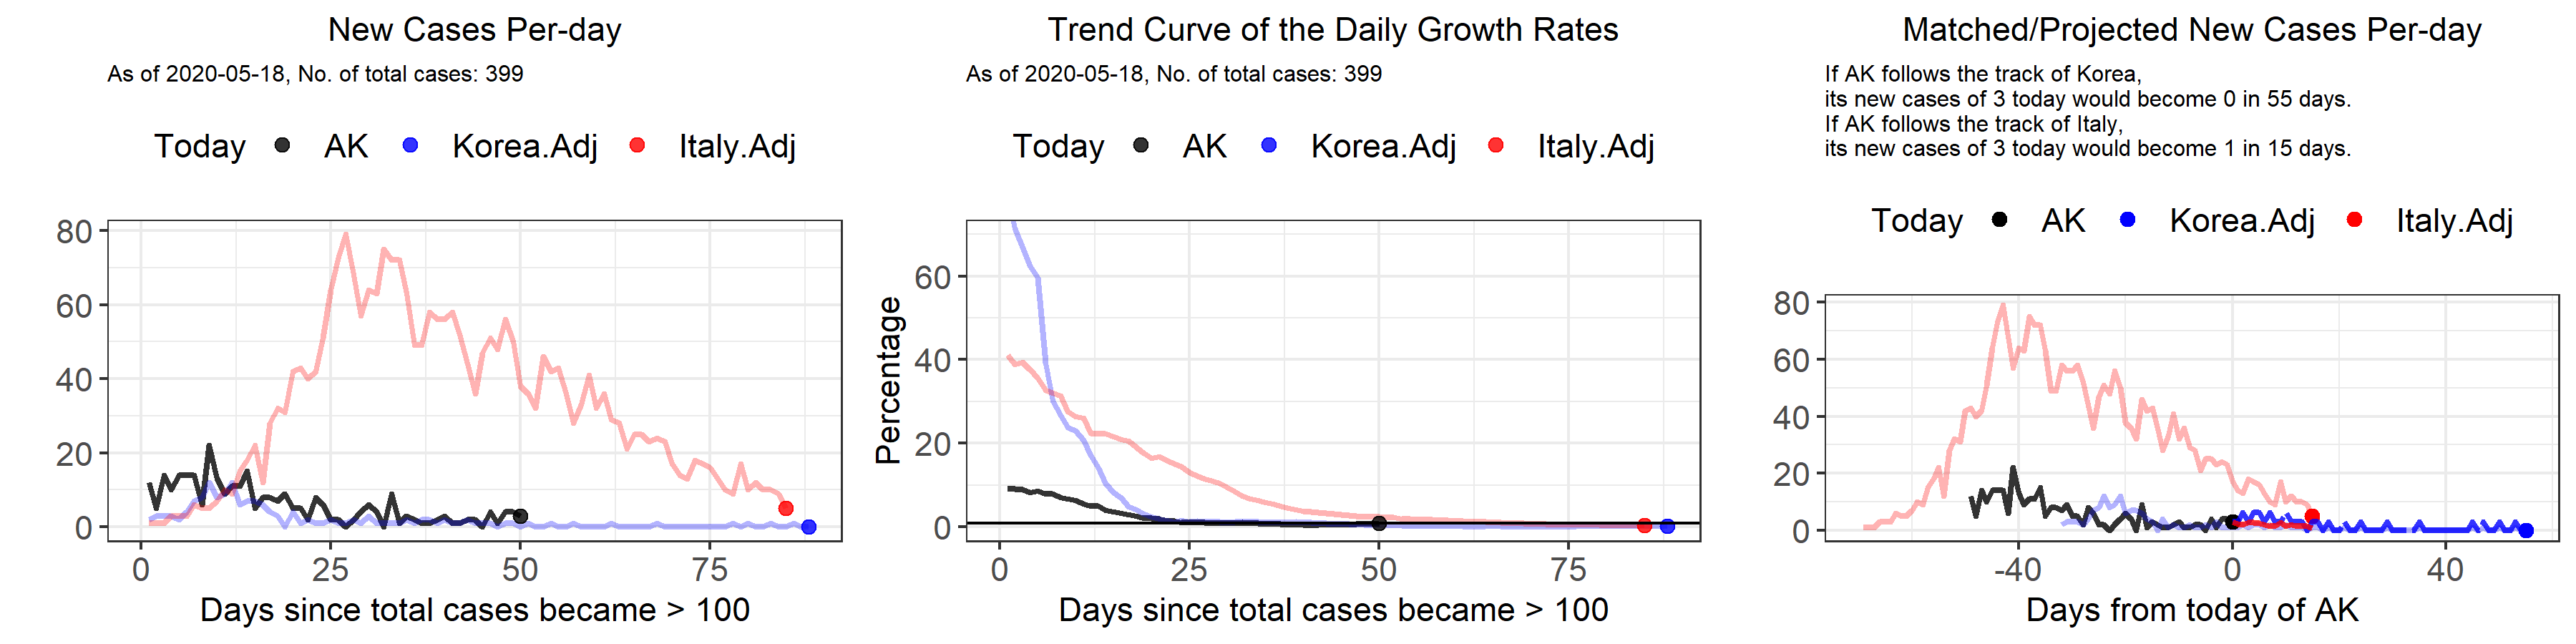 New Cases Per-day
As of 2020-05-18, No. of total cases: 399
Today AK Korea.Adj Italy.Adj
80
60
40
20
0
0 25 50 75
Days since total cases became > 100
Trend Curve of the Daily Growth Rates
As of 2020-05-18, No. of total cases: 399
Today AK Korea.Adj Italy.Adj
Percentage
60
40
20
0
0 25 50 75
Days since total cases became > 100
Matched/Projected New Cases Per-day
If AK follows the track of Korea,
its new cases of 3 today would become 0 in 55 days.
If AK follows the track of Italy,
its new cases of 3 today would become 1 in 15 days.
Today AK Korea.Adj Italy.Adj
80
60
40
20
0
-40 0 40
Days from today of AK